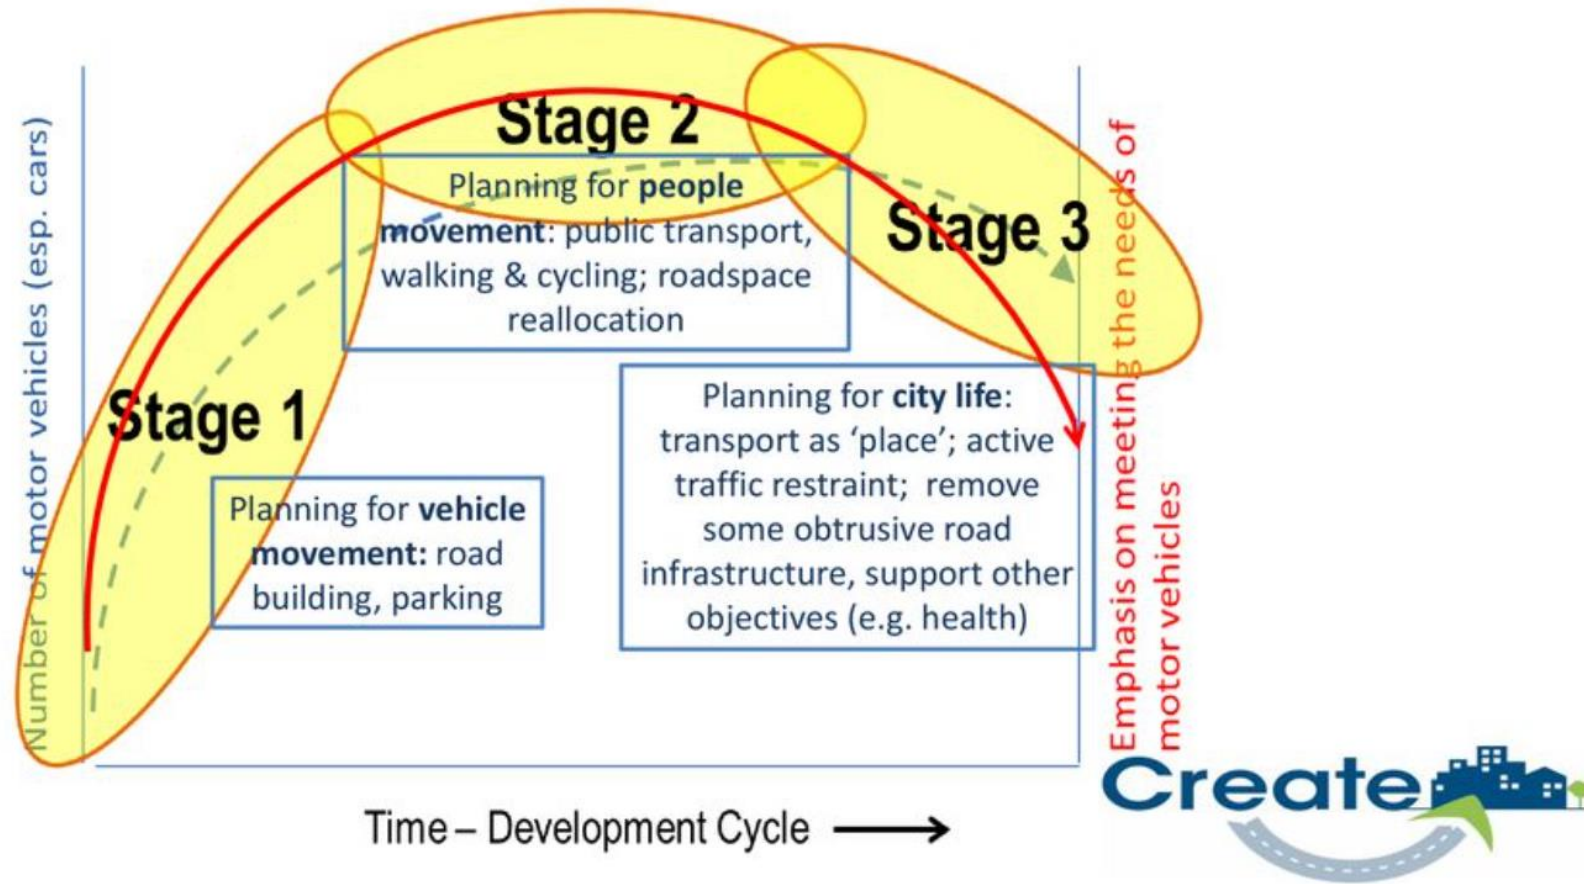 Number of motor vehicles (esp. cars)
Stage 1
Planning for vehicle
movement: road
building, parking
Stage 2
Planning for people
movement: public transport,
walking & cycling; roadspace
reallocation
Stage 3
Planning for city life:
transport as ‘place’; active
traffic restraint; remove
some obtrusive road
infrastructure, support other
objectives (e.g. health)
Emphasis on meeting the needs of
motor vehicles
Time – Development Cycle
Create